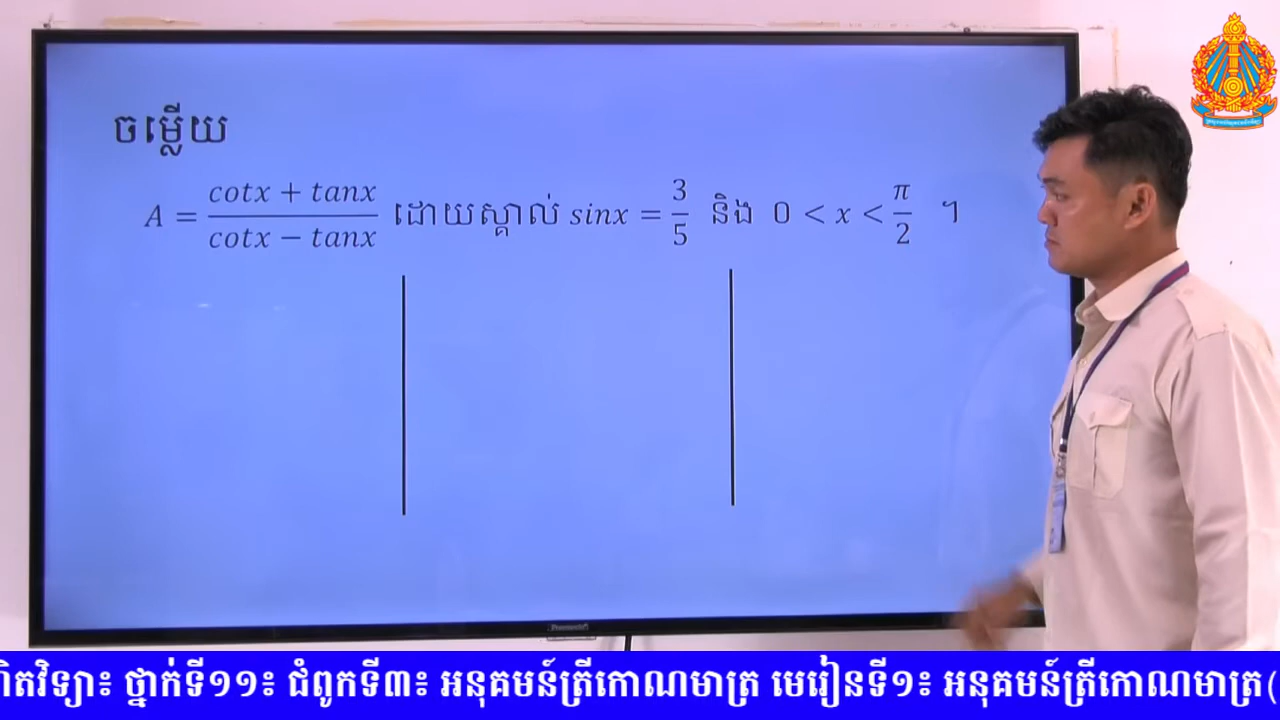 ចម្លើយ
A = \frac{cotx + tanx}{cotx - tanx} ដោយស្គាល់ sinx = \frac{3}{5} និង 0 < x < \frac{π}{2} ។
ិតវិទ្យា៖ ថ្នាក់ទី១១៖ ជំពូកទី៣៖ អនុគមន៍ត្រីកោណមាត្រ មេរៀនទី១៖ អនុគមន៍ត្រីកោណមាត្រ(